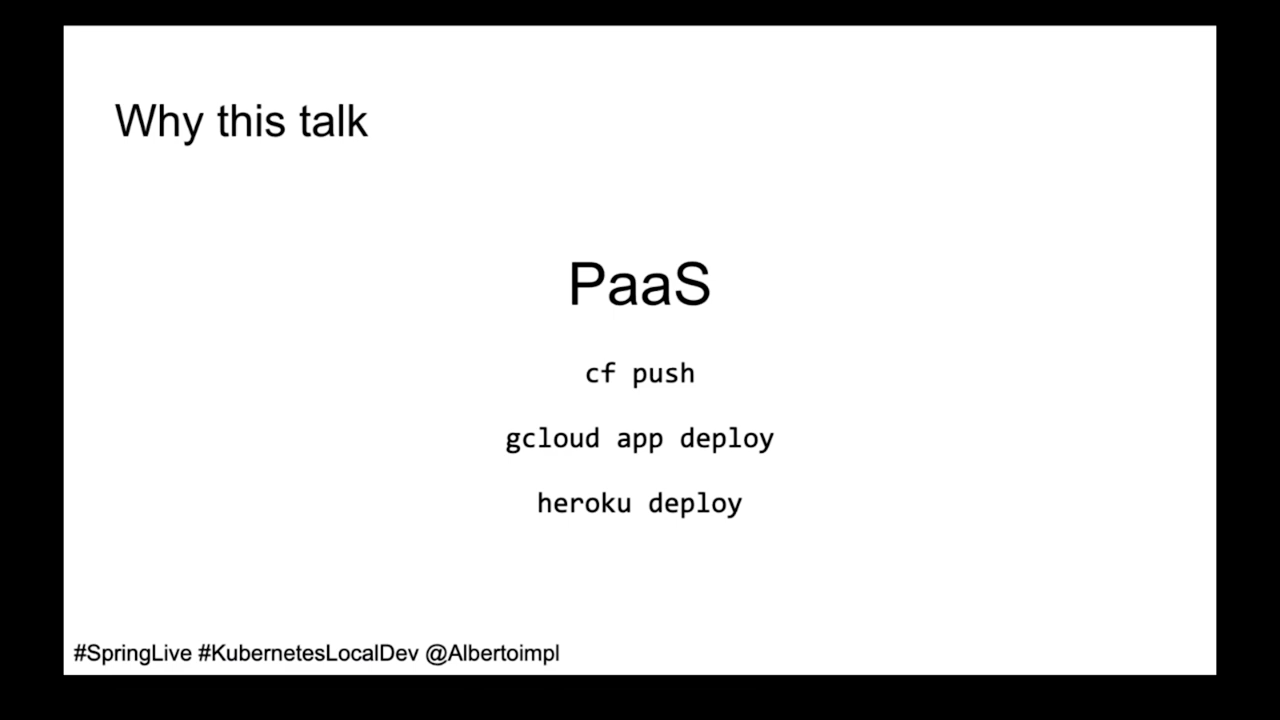 Why this talk
PaaS
cf push
gcloud app deploy
heroku deploy
#SpringLive #KubernetesLocalDev @Albertoimpl